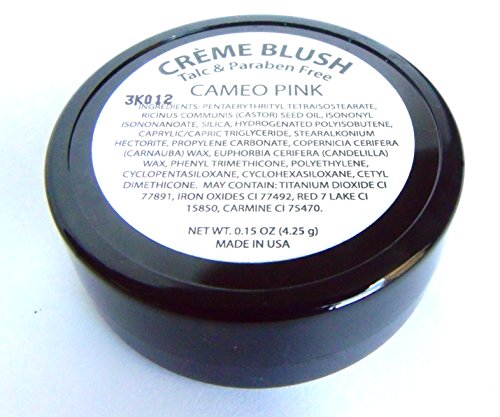 CRÈME BLUSH
Talc & Paraben Free
CAMEO PINK
3K012
INGREDIENTS: PENTAERYTHRITYL TETRAISOSTEARATE,
RICINUS COMMUNIS (CASTOR) SEED OIL, ISONONYL
ISONONANOATE, SILICA, HYDROGENATED POLYISOBUTENE,
CAPRYLIC/CAPRIC TRIGLYCERIDE, STEARALKONIUM
HECTORITE, PROPYLENE CARBONATE, COPERNICIA CERIFERA
(CARNAUBA) WAX, EUPHORBIA CERIFERA (CANDELILLA)
WAX, PHENYL TRIMETHICONE, POLYETHYLENE,
CYCLOPENTASILOXANE, CYCLOHEXASILOXANE, CETYL
DIMETHICONE. MAY CONTAIN: TITANIUM DIOXIDE CI
77891, IRON OXIDES CI 77492, RED 7 LAKE CI
15850, CARMINE CI 75470.
NET WT. 0.15 OZ (4.25 g)
MADE IN USA